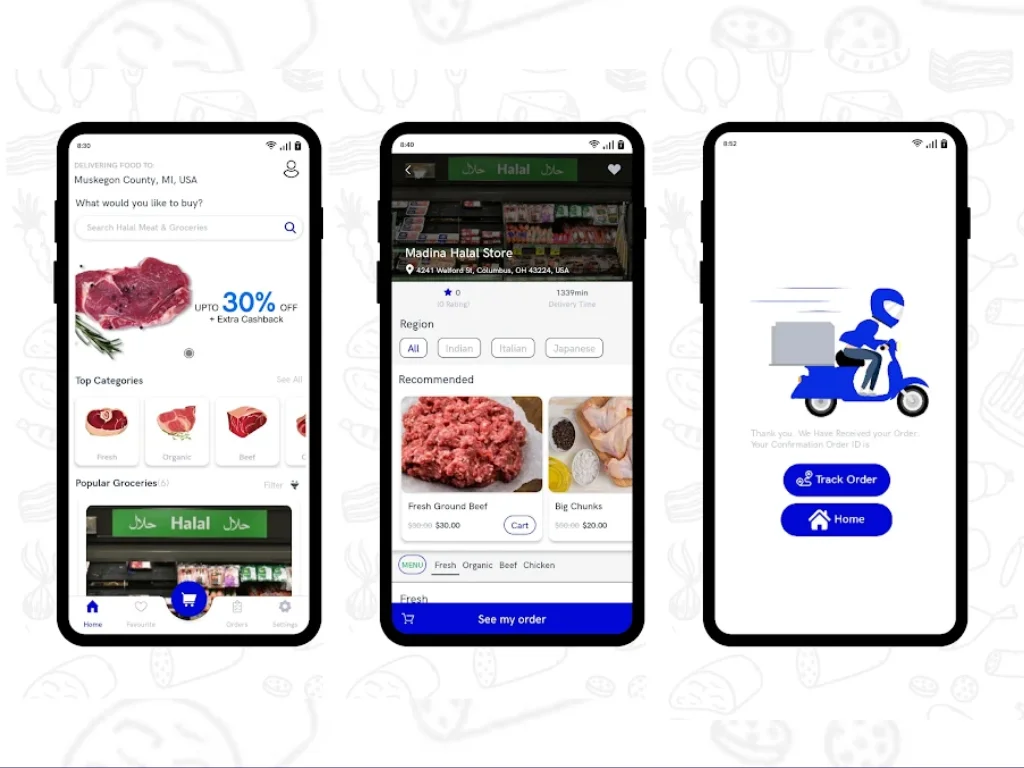 8:30
DELIVERING FOOD TO:
Muskegon County, MI, USA
What would you like to buy?
Search Halal Meat & Groceries
UPTO 30% OFF
+ Extra Cashback
Top Categories
See All
Fresh
Organic
Beef
Popular Groceries(6)
Filter
حلال Halal حلال
Home
Favourite
Orders
Settings
8:40
حلال Halal حلال
Madina Halal Store
4241 Walford St, Columbus, OH 43224, USA
0
(0 Rating)
1339min
Delivery Time
Region
All
Indian
Italian
Japanese
Recommended
Fresh Ground Beef
$30.00
Cart
Big Chunks
$20.00
MENU
Fresh Organic Beef Chicken
Fresh
See my order
8:52
Thank you. We Have Received your Order.
Your Confirmation Order ID is
Track Order
Home